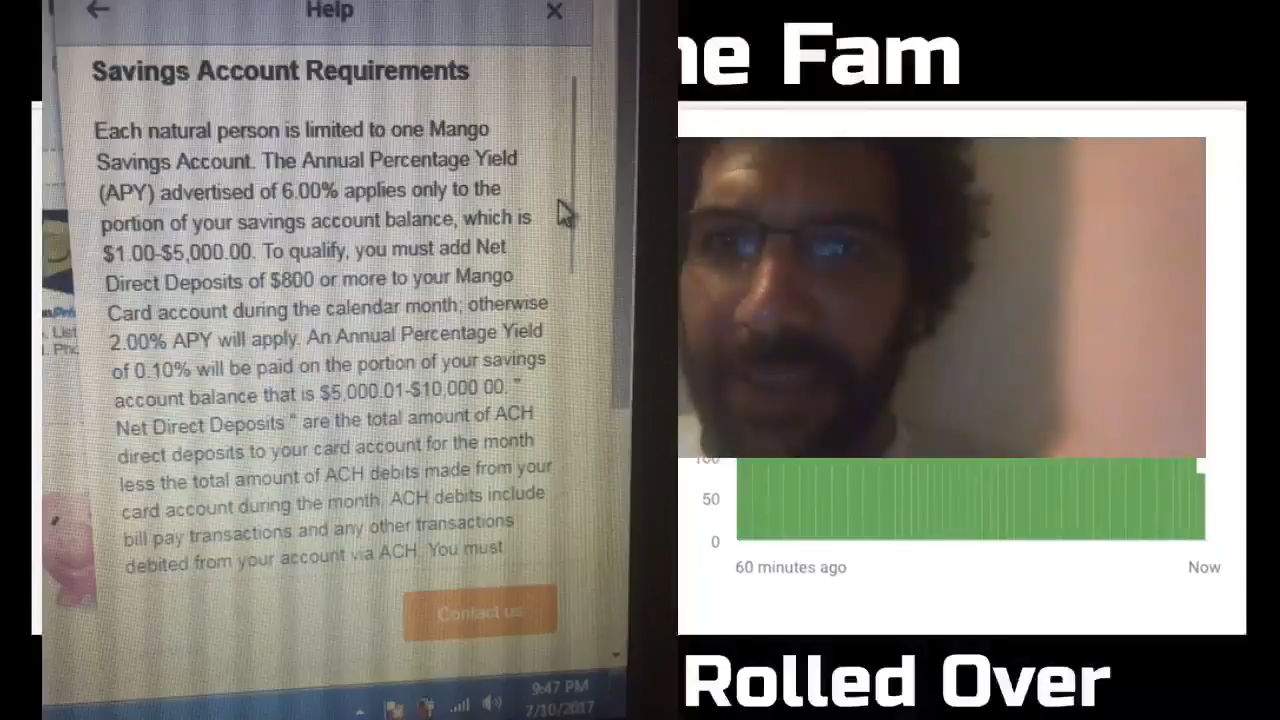 Help
Savings Account Requirements
Each natural person is limited to one Mango
Savings Account. The Annual Percentage Yield
(APY) advertised of 6.00% applies only to the
portion of your savings account balance, which is
$1.00-$5,000.00. To qualify, you must add Net
Direct Deposits of $800 or more to your Mango
Card account during the calendar month; otherwise
2.00% APY will apply. An Annual Percentage Yield
of 0.10% will be paid on the portion of your savings
account balance that is $5,000.01-$10,000.00. "
Net Direct Deposits " are the total amount of ACH
direct deposits to your card account for the month
less the total amount of ACH debits made from your
card account during the month. ACH debits include
bill pay transactions and any other transactions
debited from your account via ACH. You must
Contact us
9:47 PM
7/10/2017
List
ne Fam
100
50
0
60 minutes ago
Now
Rolled Over